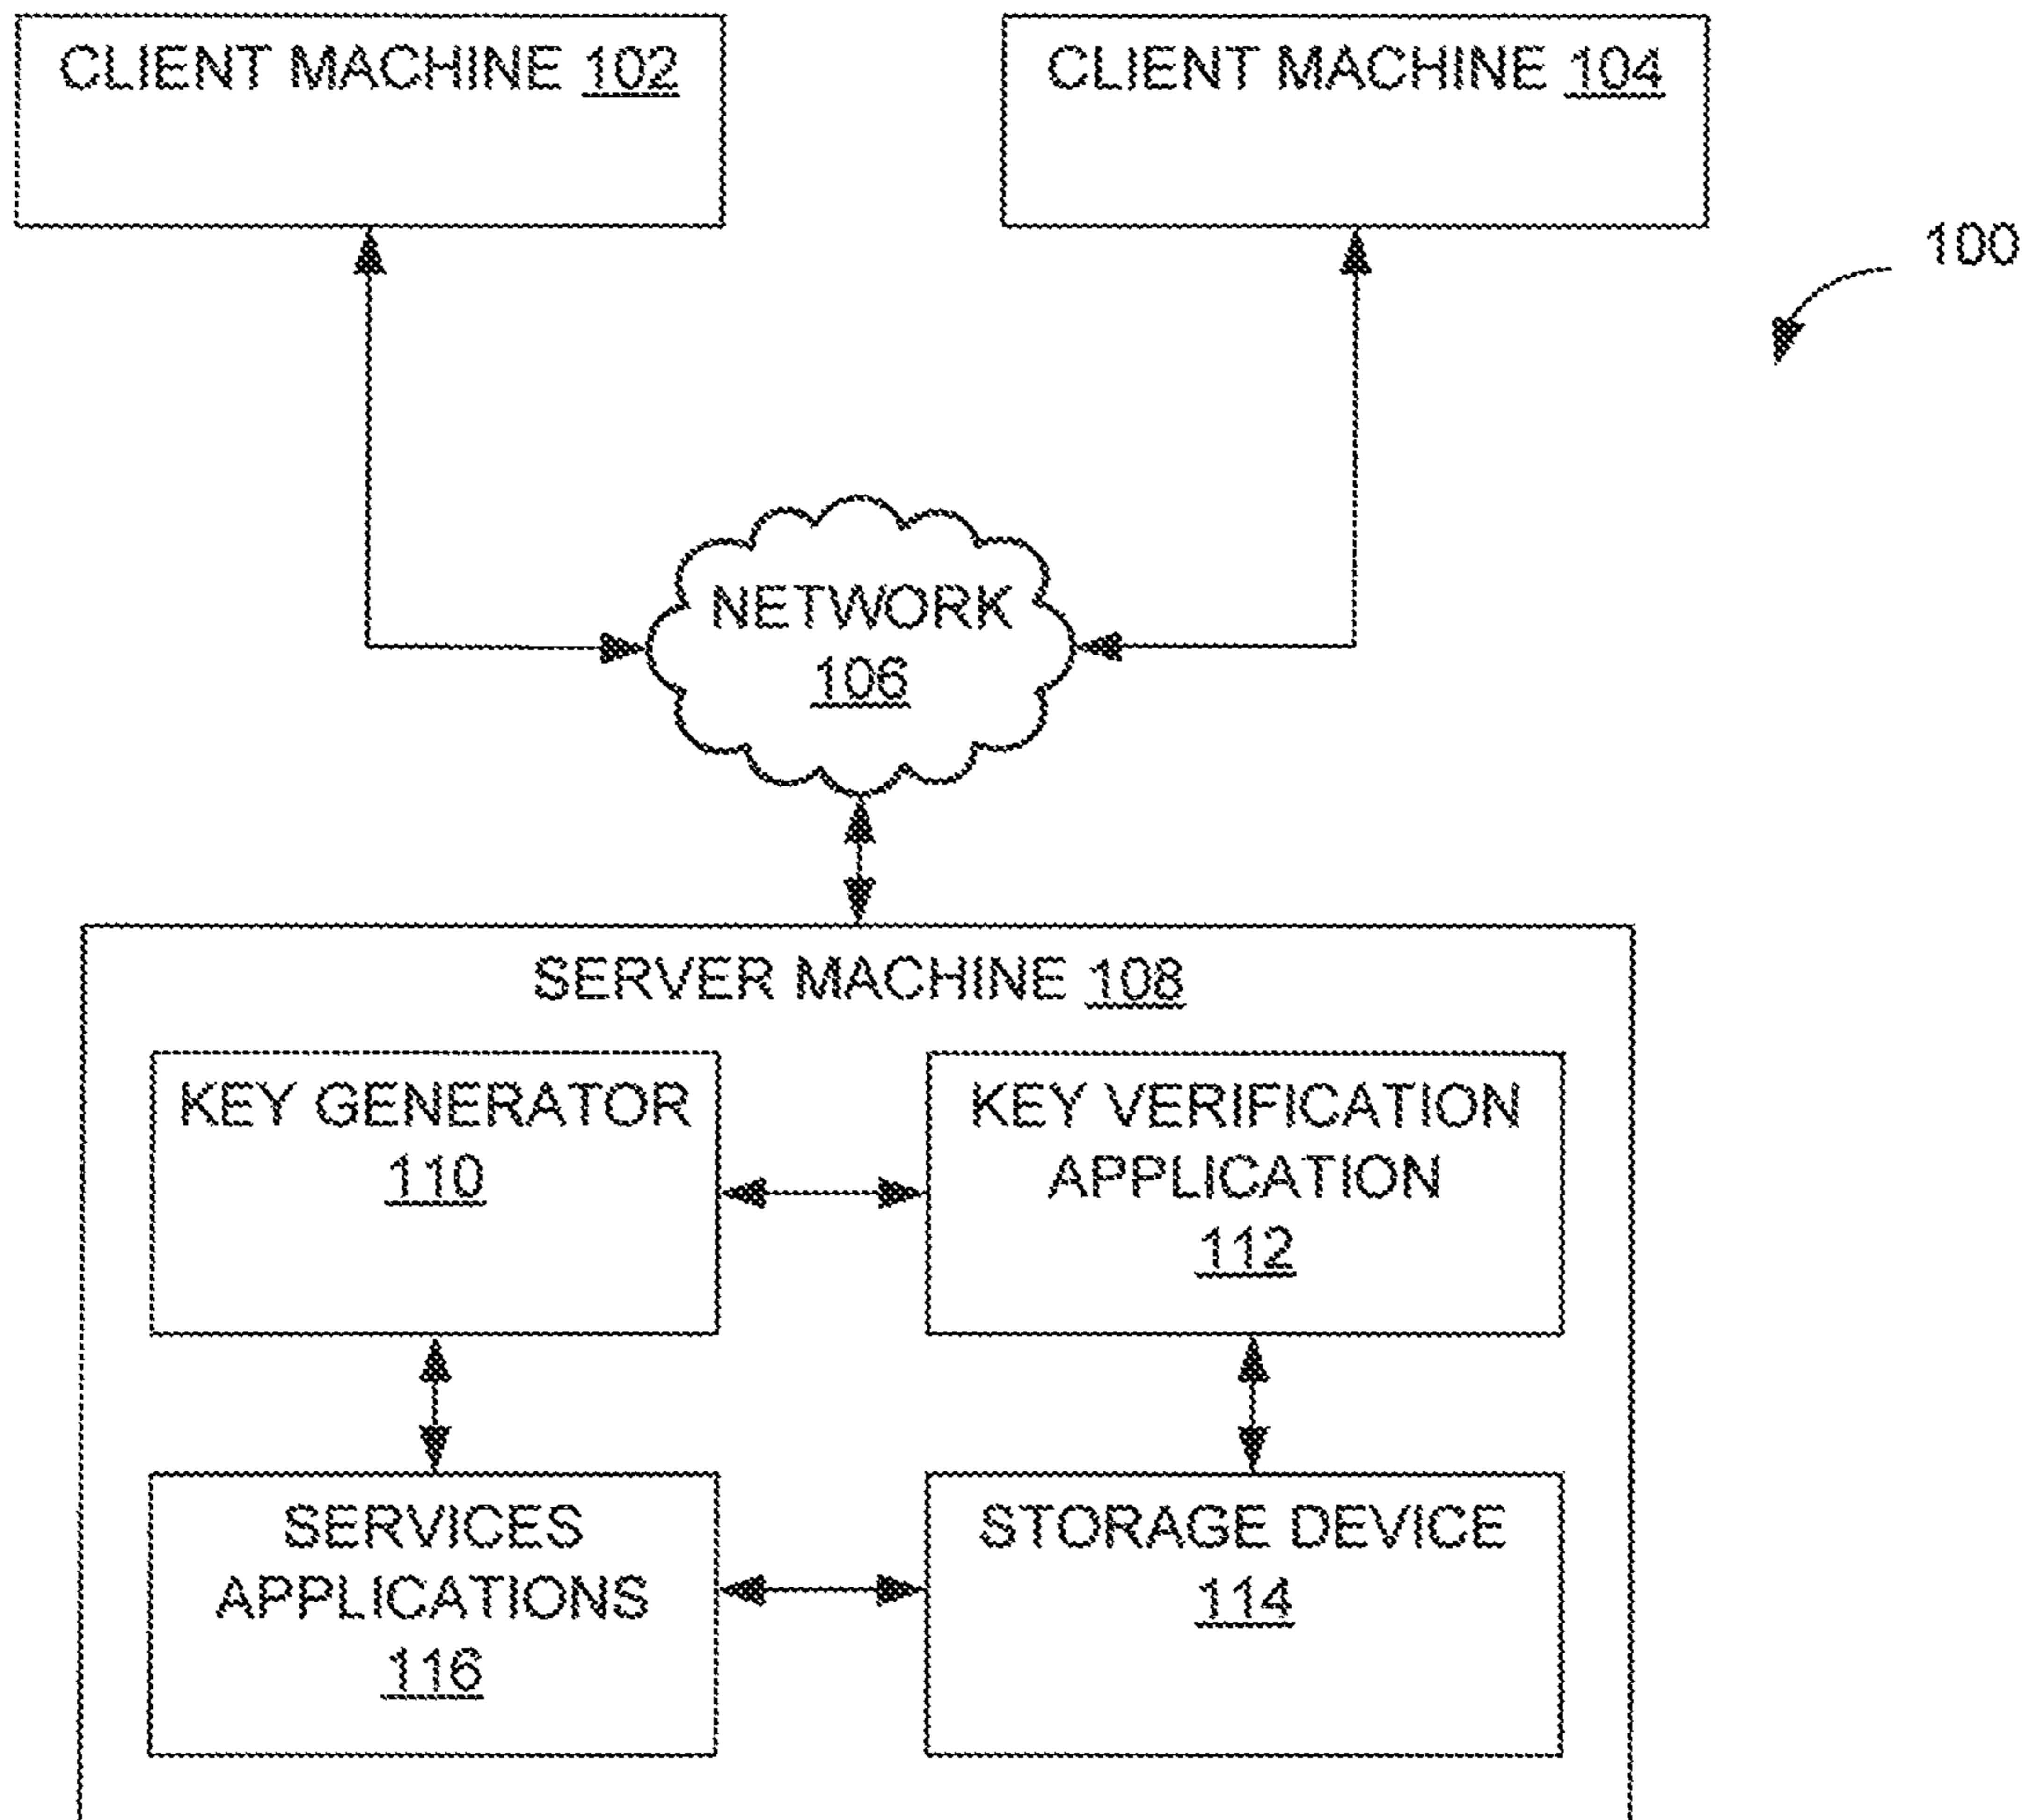 CLIENT MACHINE 102
CLIENT MACHINE 104
100
NETWORK
106
SERVER MACHINE 108
KEY GENERATOR
110
KEY VERIFICATION
APPLICATION
112
SERVICES
APPLICATIONS
116
STORAGE DEVICE
114